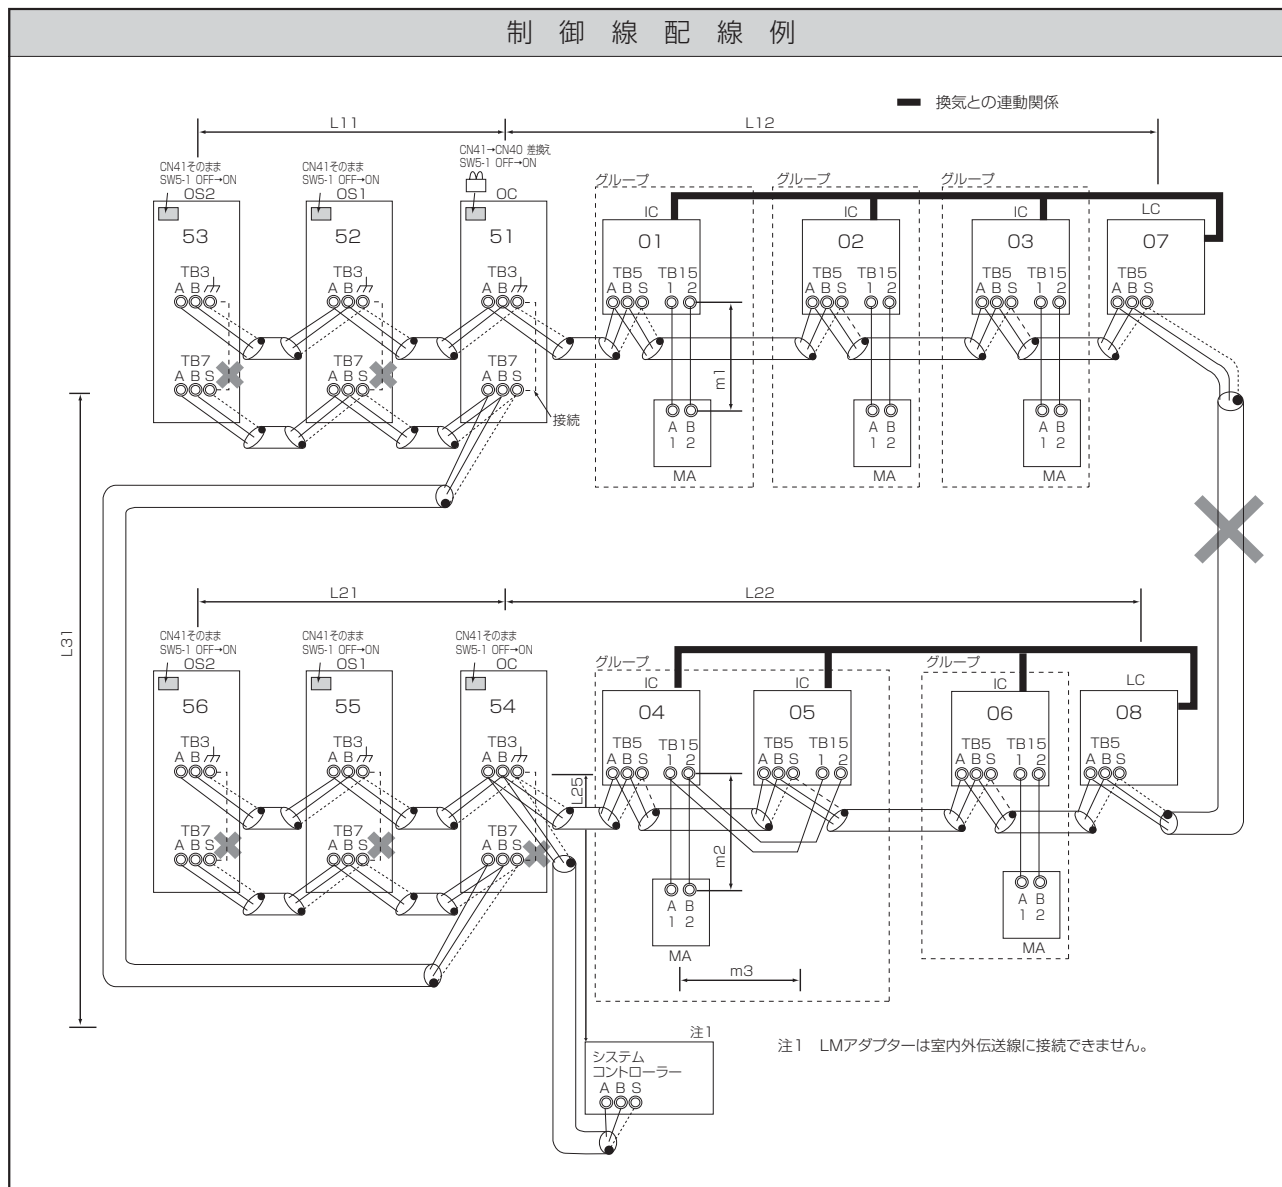 制御線配線例
換気との連動関係
L11
L12
CN41そのまま
SW5-1 OFF→ON
OS2
CN41そのまま
SW5-1 OFF→ON
OS1
CN41→CN40 差換え
SW5-1 OFF→ON
OC
グループ
グループ
グループ
IC
IC
IC
LC
53
52
51
01
02
03
07
TB3
A B
TB3
A B
TB3
A B
TB5
A B S
TB15
1 2
TB5
A B S
TB15
1 2
TB5
A B S
TB15
1 2
TB5
A B S
TB7
A B S
TB7
A B S
TB7
A B S
接続
m1
A B
1 2
MA
A B
1 2
MA
A B
1 2
MA
L31
L21
L22
CN41そのまま
SW5-1 OFF→ON
OS2
CN41そのまま
SW5-1 OFF→ON
OS1
CN41そのまま
SW5-1 OFF→ON
OC
グループ
グループ
IC
IC
IC
LC
56
55
54
04
05
06
08
TB3
A B
TB3
A B
TB3
A B
L25
TB5
A B S
TB15
1 2
TB5
A B S
TB15
1 2
TB5
A B S
TB15
1 2
TB5
A B S
TB7
A B S
TB7
A B S
TB7
A B S
m2
A B
1 2
MA
A B
1 2
MA
m3
注1
システム
コントローラー
A B S
注1 LMアダプターは室内外伝送線に接続できません。